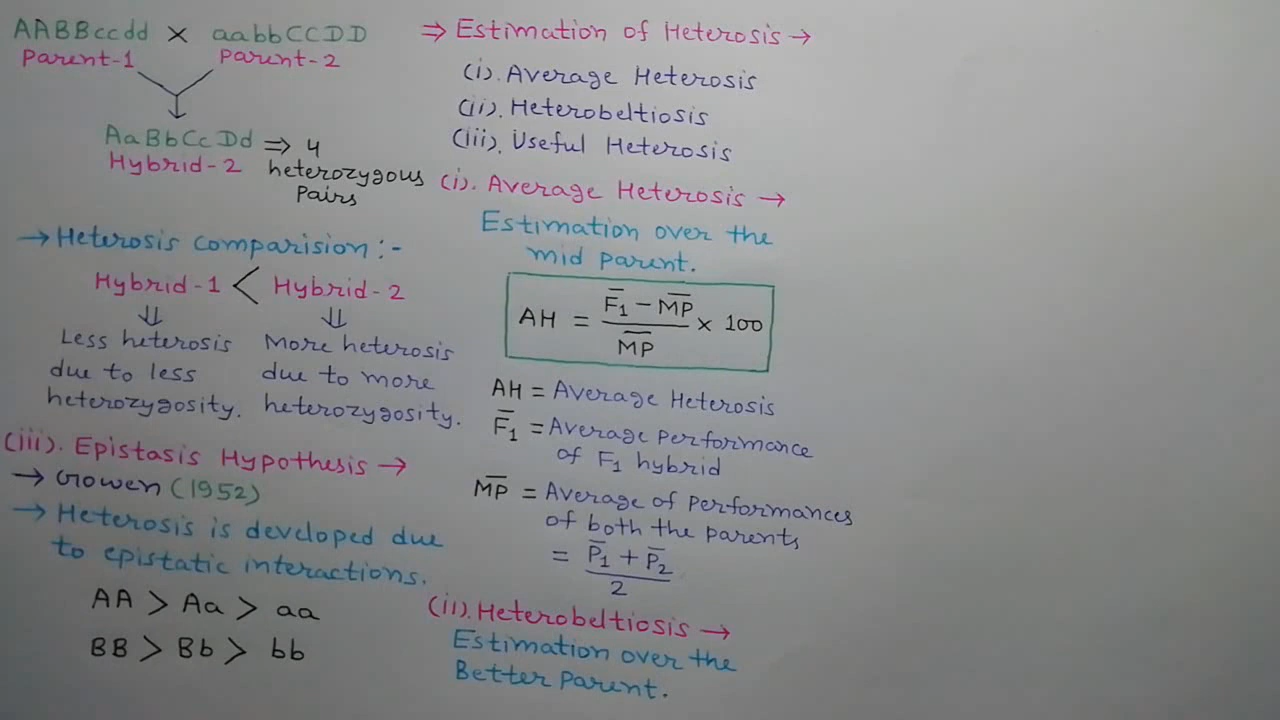 AABBccdd × aabbCCDD
Parent-1 Parent-2
AaBbCcDd ⇒ 4
Hybrid-2 heterozygous
Pairs
→ Heterosis comparision :-
Hybrid-1 < Hybrid-2
⇓ ⇓
Less heterosis More heterosis
due to less due to more
heterozygosity. heterozygosity.
(iii). Epistasis Hypothesis →
→ Gowen (1952)
→ Heterosis is developed due
to epistatic interactions.
AA > Aa > aa
BB > Bb > bb
⇒ Estimation of Heterosis →
(i). Average Heterosis
(ii). Heterobeltiosis
(iii). Useful Heterosis
(i). Average Heterosis →
Estimation over the
mid parent.
AH = (F̅₁ − M̅P̅) / M̅P̅ × 100
AH = Average Heterosis
F̅₁ = Average Performance
of F₁ hybrid
M̅P̅ = Average of Performances
of both the parents
= (P̅₁ + P̅₂) / 2
(ii). Heterobeltiosis →
Estimation over the
Better Parent.